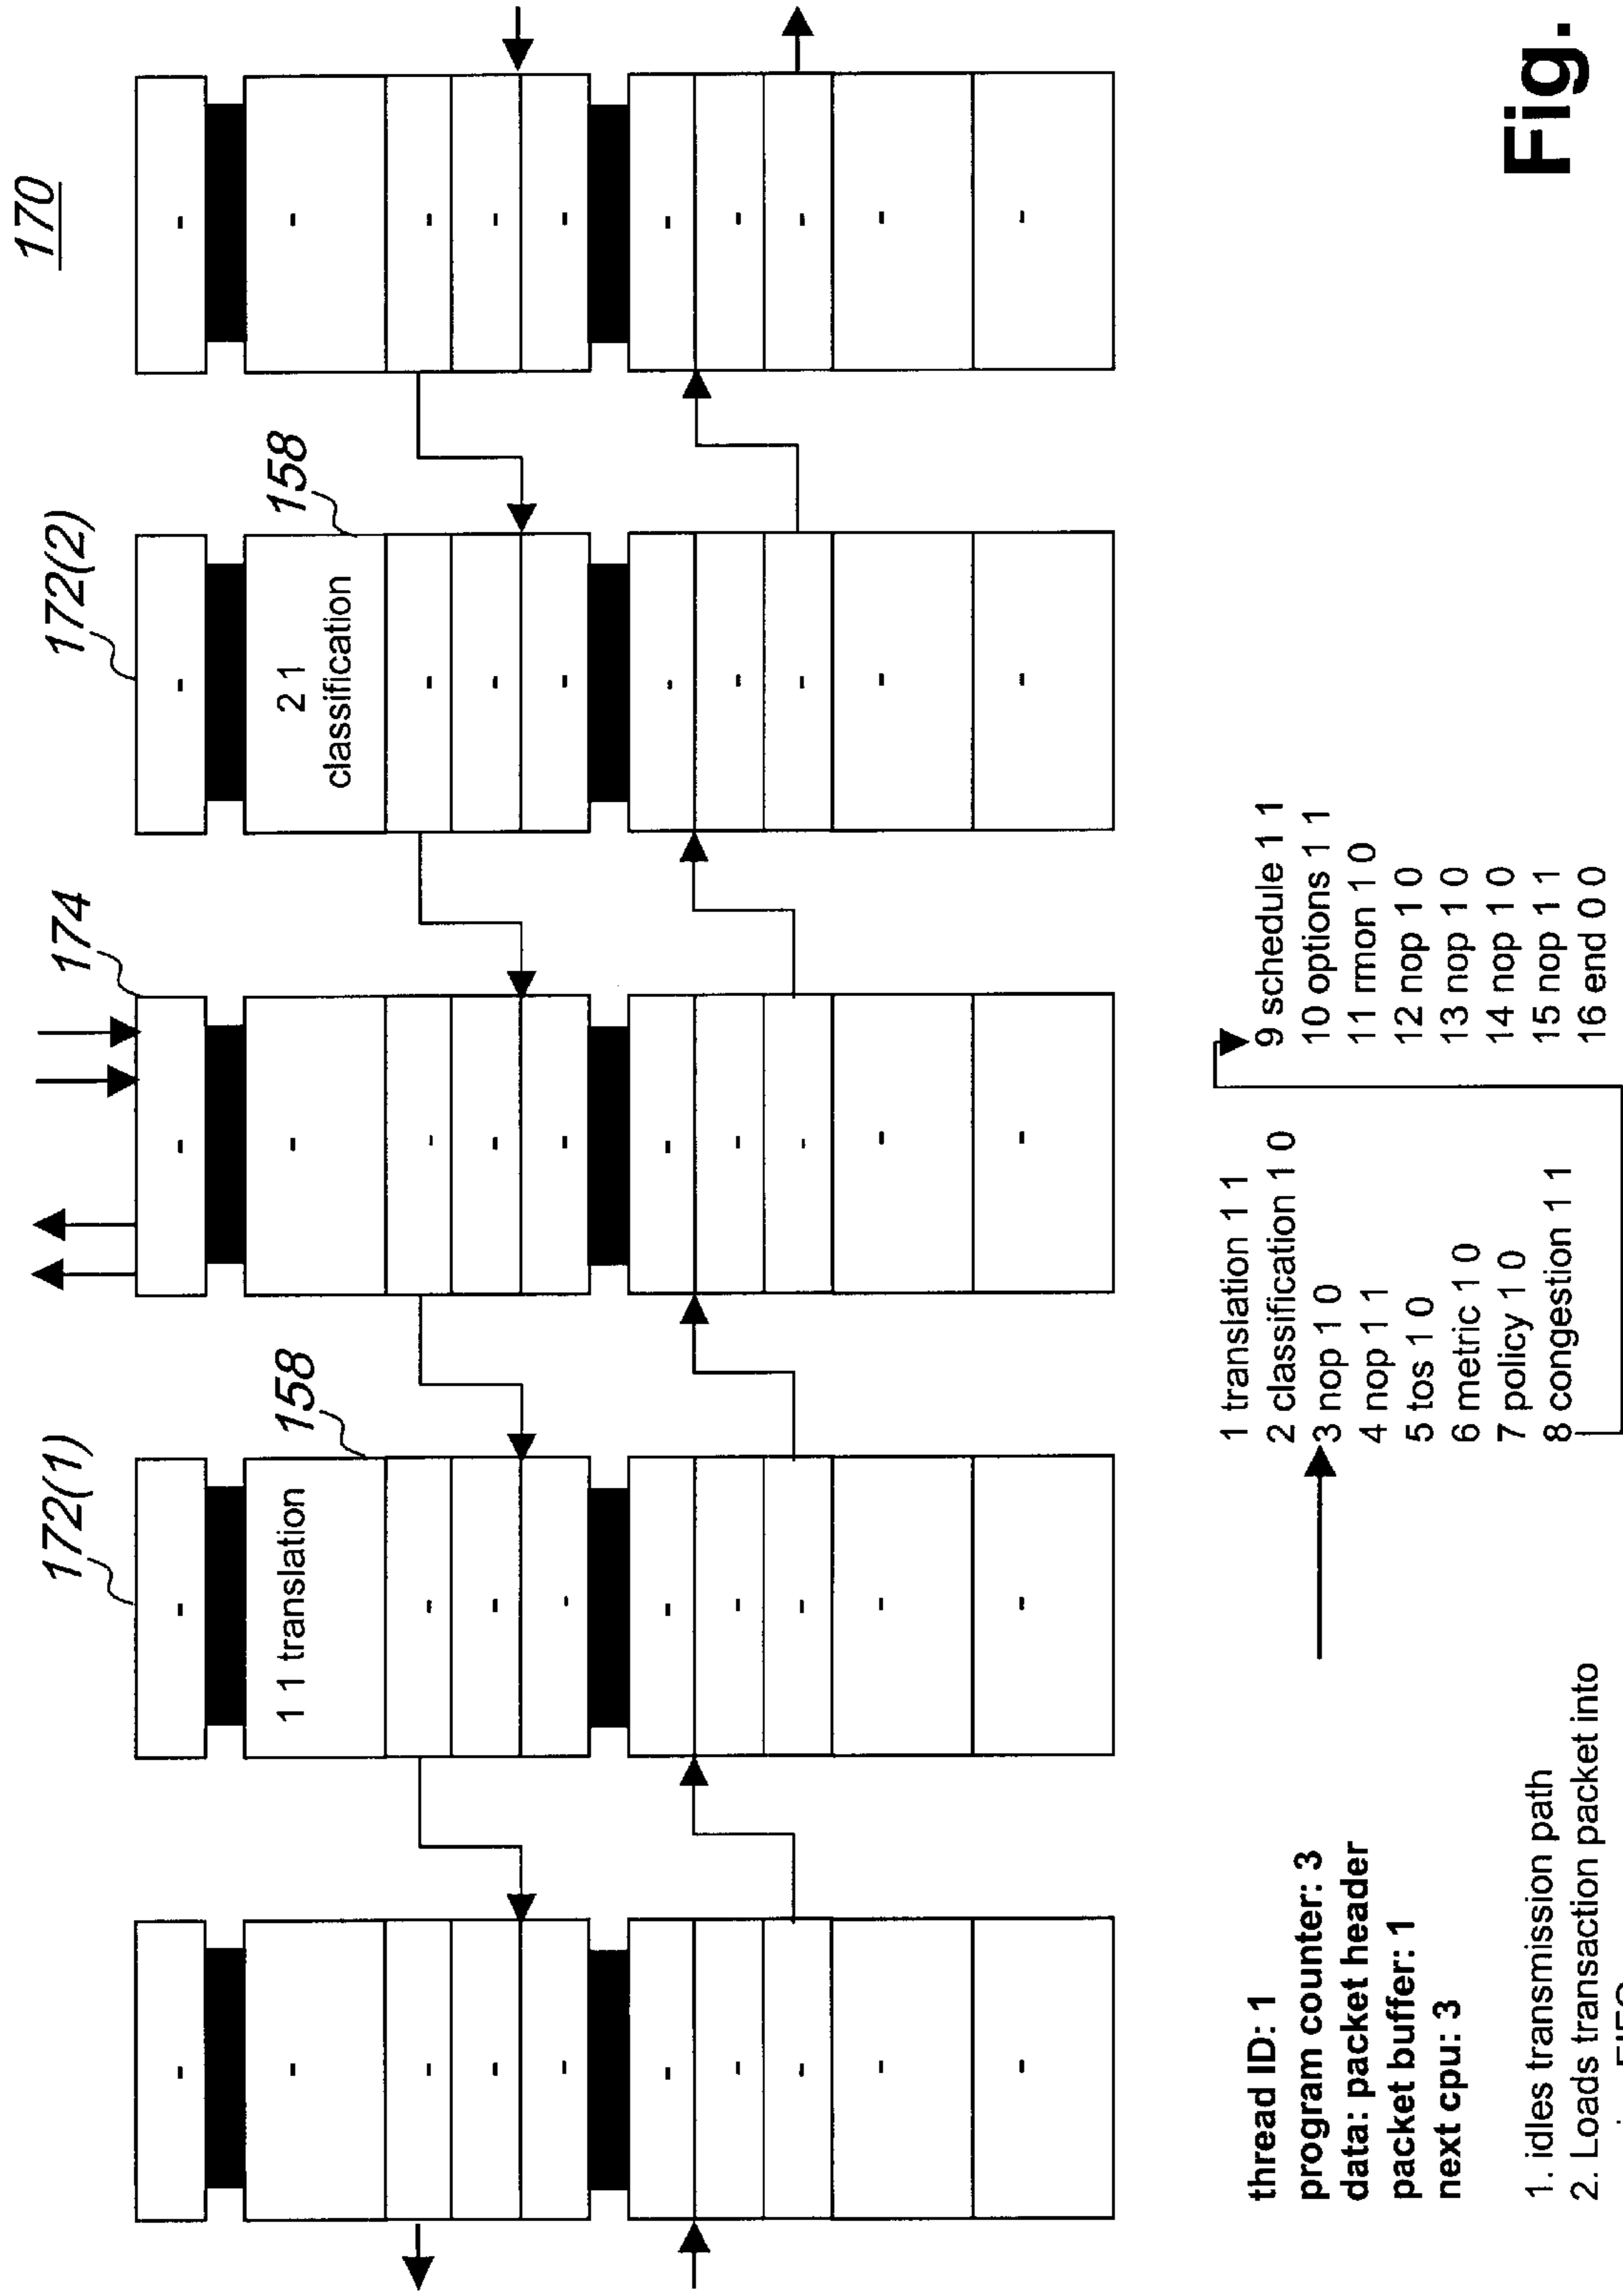 170
172(1)
174
172(2)
158
158
1 1 translation
2 1
classification
thread ID: 1
program counter: 3
data: packet header
packet buffer: 1
next cpu: 3
1. idles transmission path
2. Loads transaction packet into
1 translation 1 1
2 classification 1 0
3 nop 1 0
4 nop 1 1
5 tos 1 0
6 metric 1 0
7 policy 1 0
8 congestion 1 1
9 schedule 1 1
10 options 1 1
11 rmon 1 0
12 nop 1 0
13 nop 1 0
14 nop 1 0
15 nop 1 1
16 end 0 0
Fig.